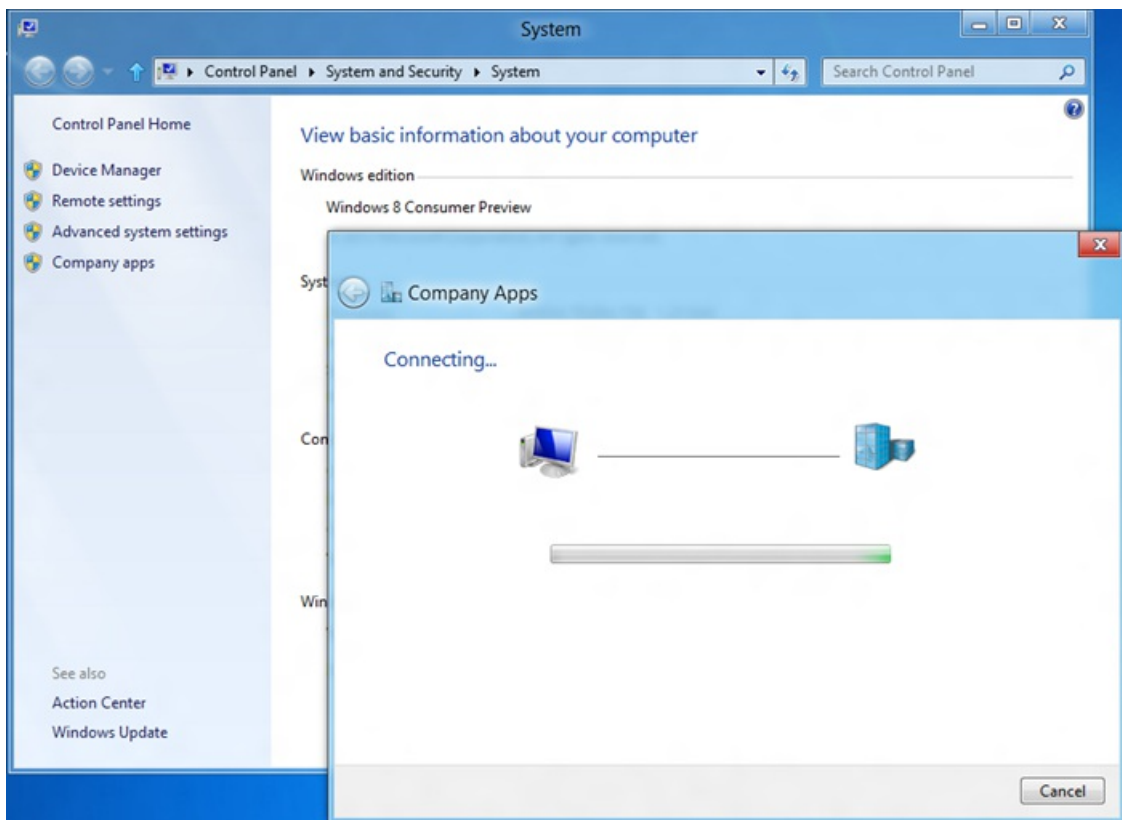 System
Control Panel ▸ System and Security ▸ System
Search Control Panel
Control Panel Home
Device Manager
Remote settings
Advanced system settings
Company apps
See also
Action Center
Windows Update
View basic information about your computer
Windows edition
Windows 8 Consumer Preview
Syst
Con
Win
Company Apps
Connecting...
Cancel